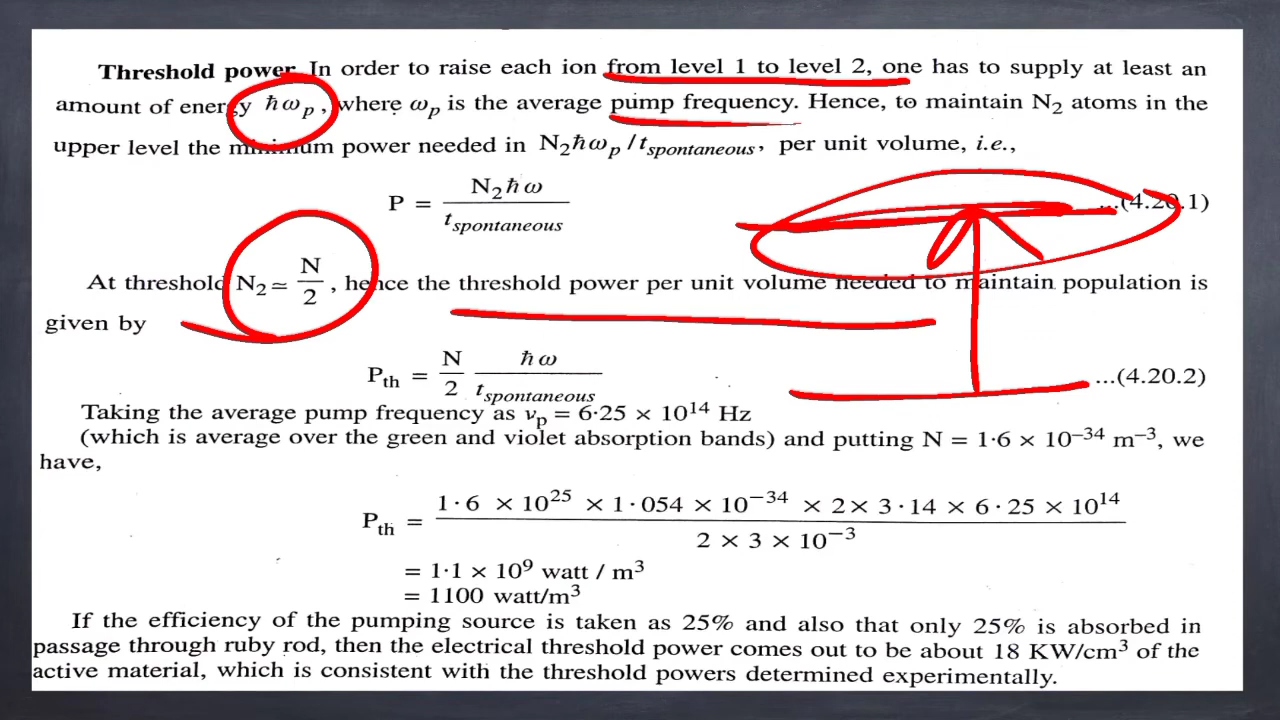 Threshold power. In order to raise each ion from level 1 to level 2, one has to supply at least an
amount of energy ℏωₚ, where ωₚ is the average pump frequency. Hence, to maintain N₂ atoms in the
upper level the minimum power needed in N₂ℏωₚ/t_spontaneous, per unit volume, i.e.,
P = N₂ℏω / t_spontaneous ...(4.20.1)
At threshold N₂ ≃ N/2, hence the threshold power per unit volume needed to maintain population is
given by
P_th = N/2 ℏω/t_spontaneous ...(4.20.2)
Taking the average pump frequency as νₚ = 6·25 × 10¹⁴ Hz
(which is average over the green and violet absorption bands) and putting N = 1·6 × 10⁻³⁴ m⁻³, we
have,
P_th = 1·6 × 10²⁵ × 1·054 × 10⁻³⁴ × 2 × 3·14 × 6·25 × 10¹⁴ / 2 × 3 × 10⁻³
= 1·1 × 10⁹ watt / m³
= 1100 watt/m³
If the efficiency of the pumping source is taken as 25% and also that only 25% is absorbed in
passage through ruby rod, then the electrical threshold power comes out to be about 18 KW/cm³ of the
active material, which is consistent with the threshold powers determined experimentally.